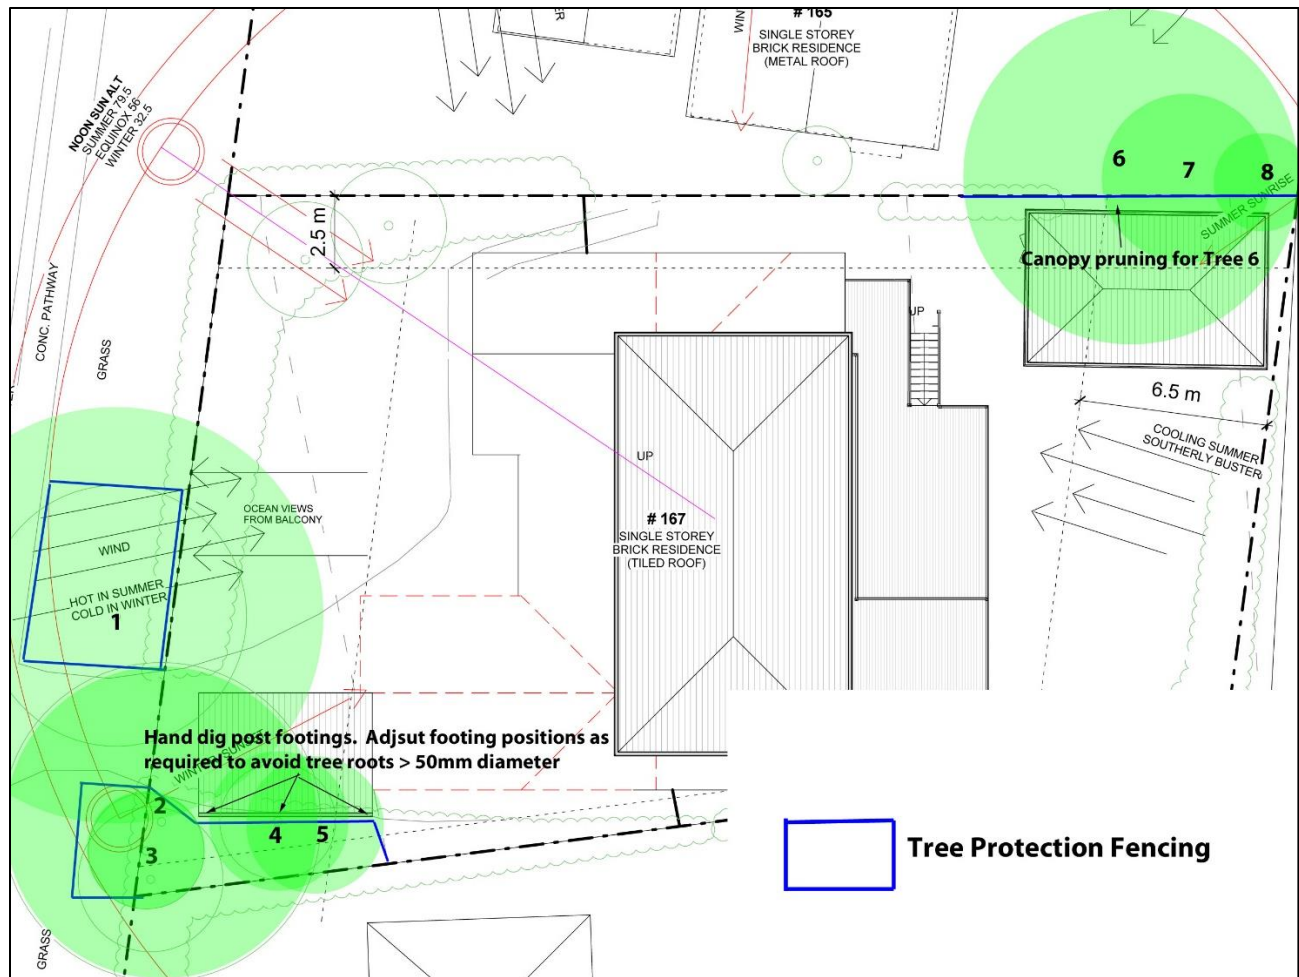 # 165
SINGLE STOREY
BRICK RESIDENCE
(METAL ROOF)
WIN
ER
NOON SUN ALT
SUMMER 79.5
EQUINOX 56
WINTER 32.5
6
7
8
SUMMER SUNRISE
Canopy pruning for Tree 6
2.5 m
CONC. PATHWAY
GRASS
UP
6.5 m
COOLING SUMMER
SOUTHERLY BUSTER
UP
OCEAN VIEWS
FROM BALCONY
# 167
SINGLE STOREY
BRICK RESIDENCE
(TILED ROOF)
WIND
HOT IN SUMMER
COLD IN WINTER
1
Hand dig post footings. Adjsut footing positions as
required to avoid tree roots > 50mm diameter
2
3
4
5
Tree Protection Fencing
GRASS